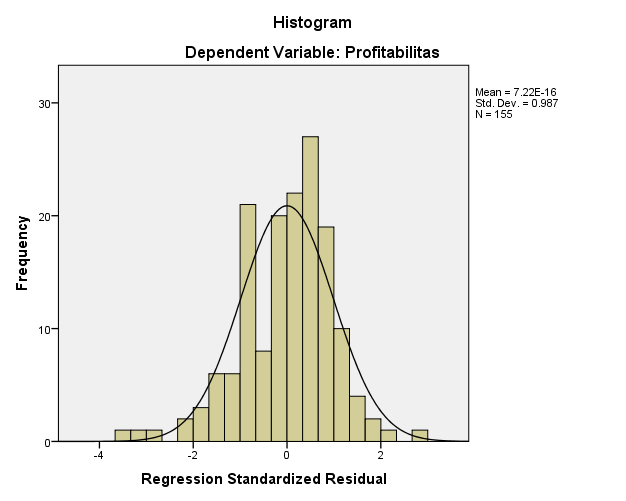 Histogram
Dependent Variable: Profitabilitas
Mean = 7.22E-16
Std. Dev. = 0.987
N = 155
Frequency
30
20
10
0
-4
-2
0
2
Regression Standardized Residual